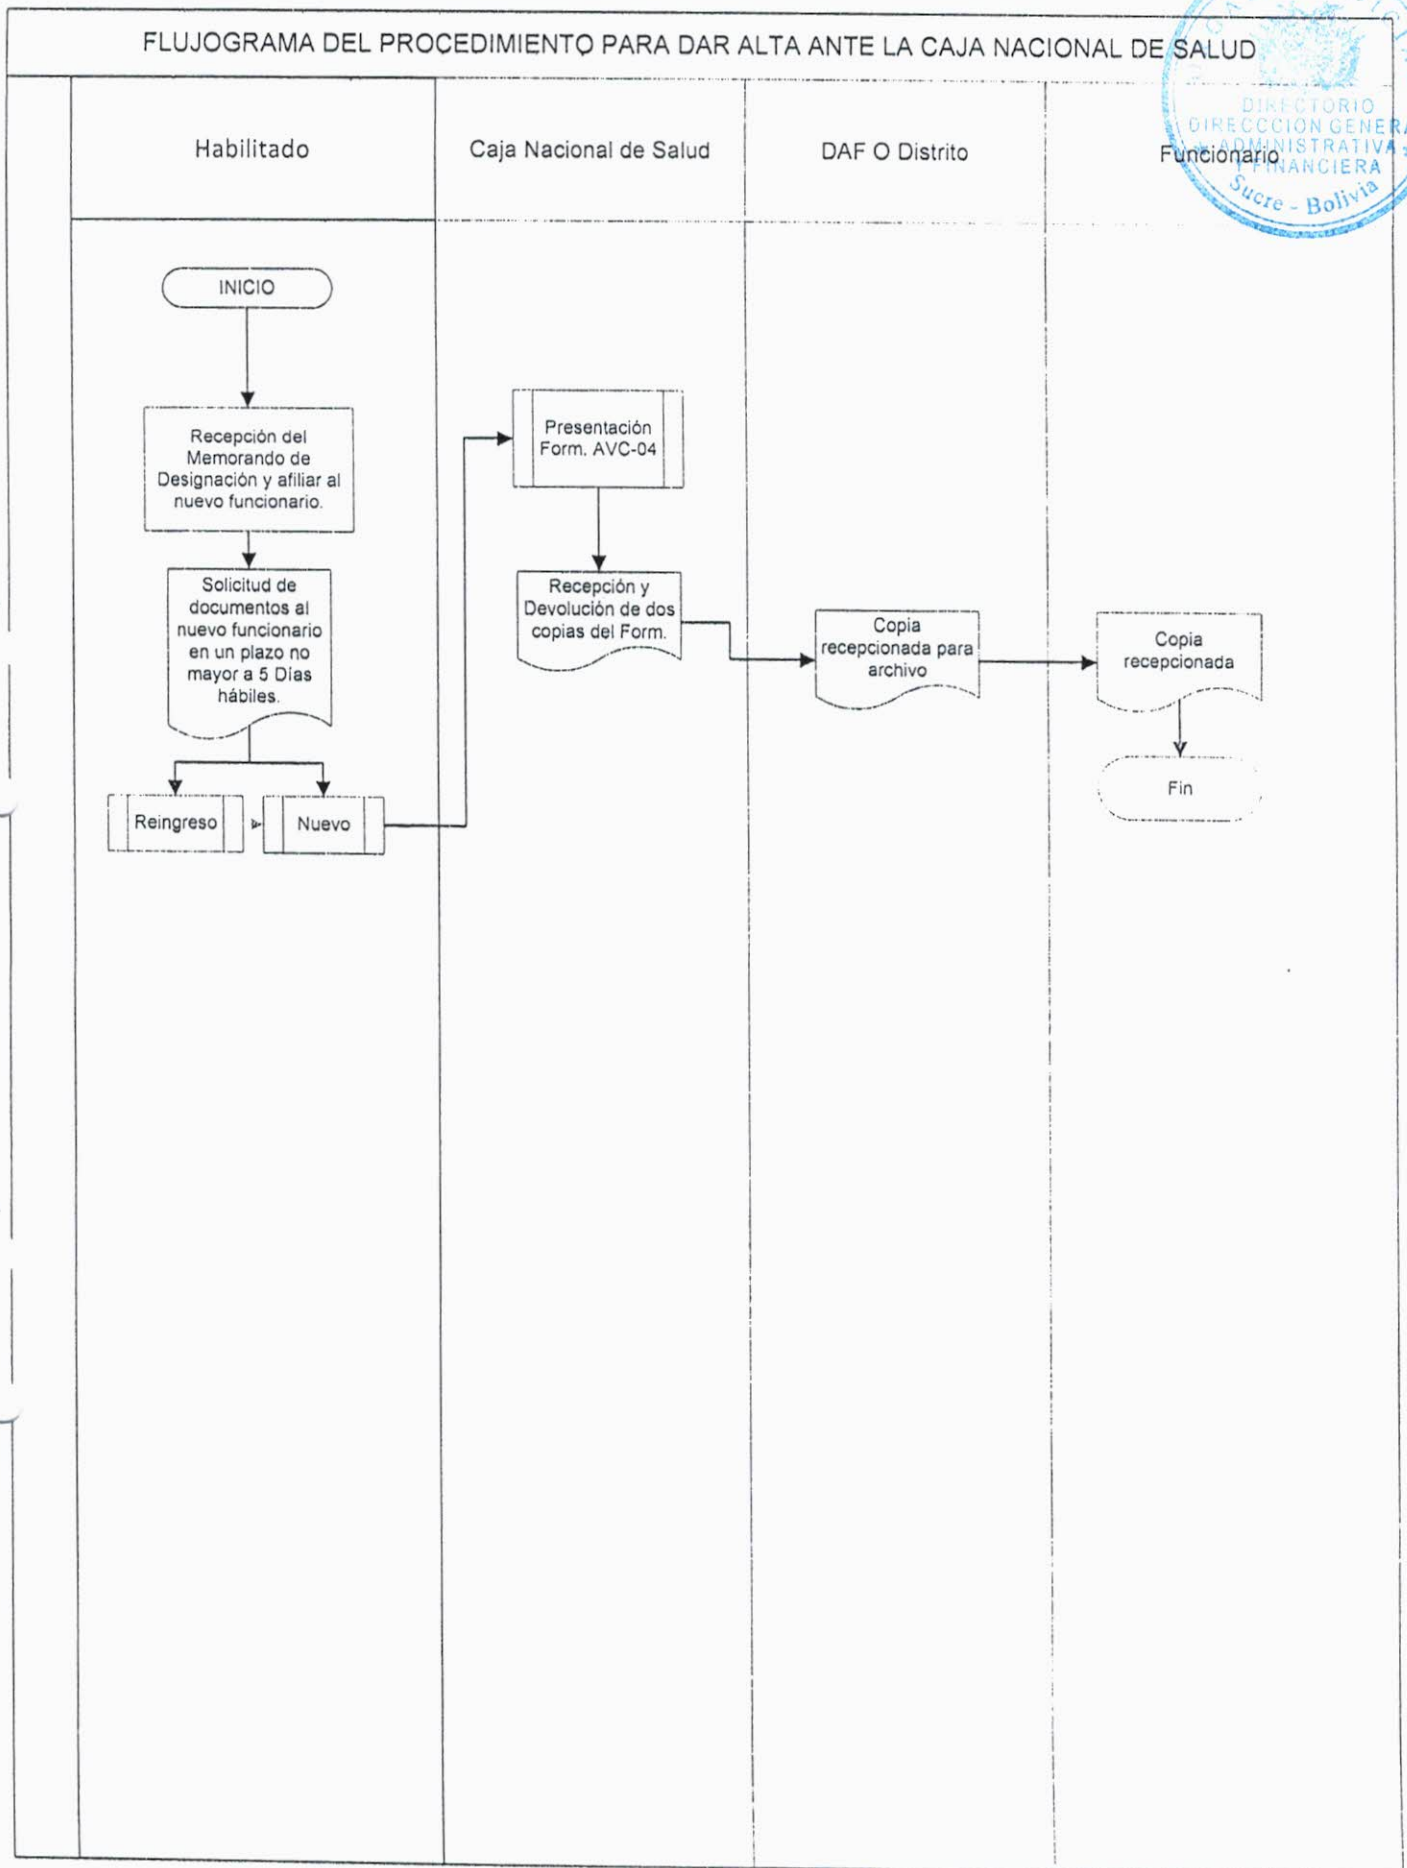 FLUJOGRAMA DEL PROCEDIMIENTO PARA DAR ALTA ANTE LA CAJA NACIONAL DE SALUD
DIRECTORIO
DIRECCCION GENERA
ADMINISTRATIVA
Y FINANCIERA
Sucre - Bolivia
Habilitado
Caja Nacional de Salud
DAF O Distrito
Funcionario
INICIO
Recepción del
Memorando de
Designación y afiliar al
nuevo funcionario.
Solicitud de
documentos al
nuevo funcionario
en un plazo no
mayor a 5 Días
hábiles.
Reingreso
Nuevo
Presentación
Form. AVC-04
Recepción y
Devolución de dos
copias del Form.
Copia
recepcionada para
archivo
Copia
recepcionada
Fin